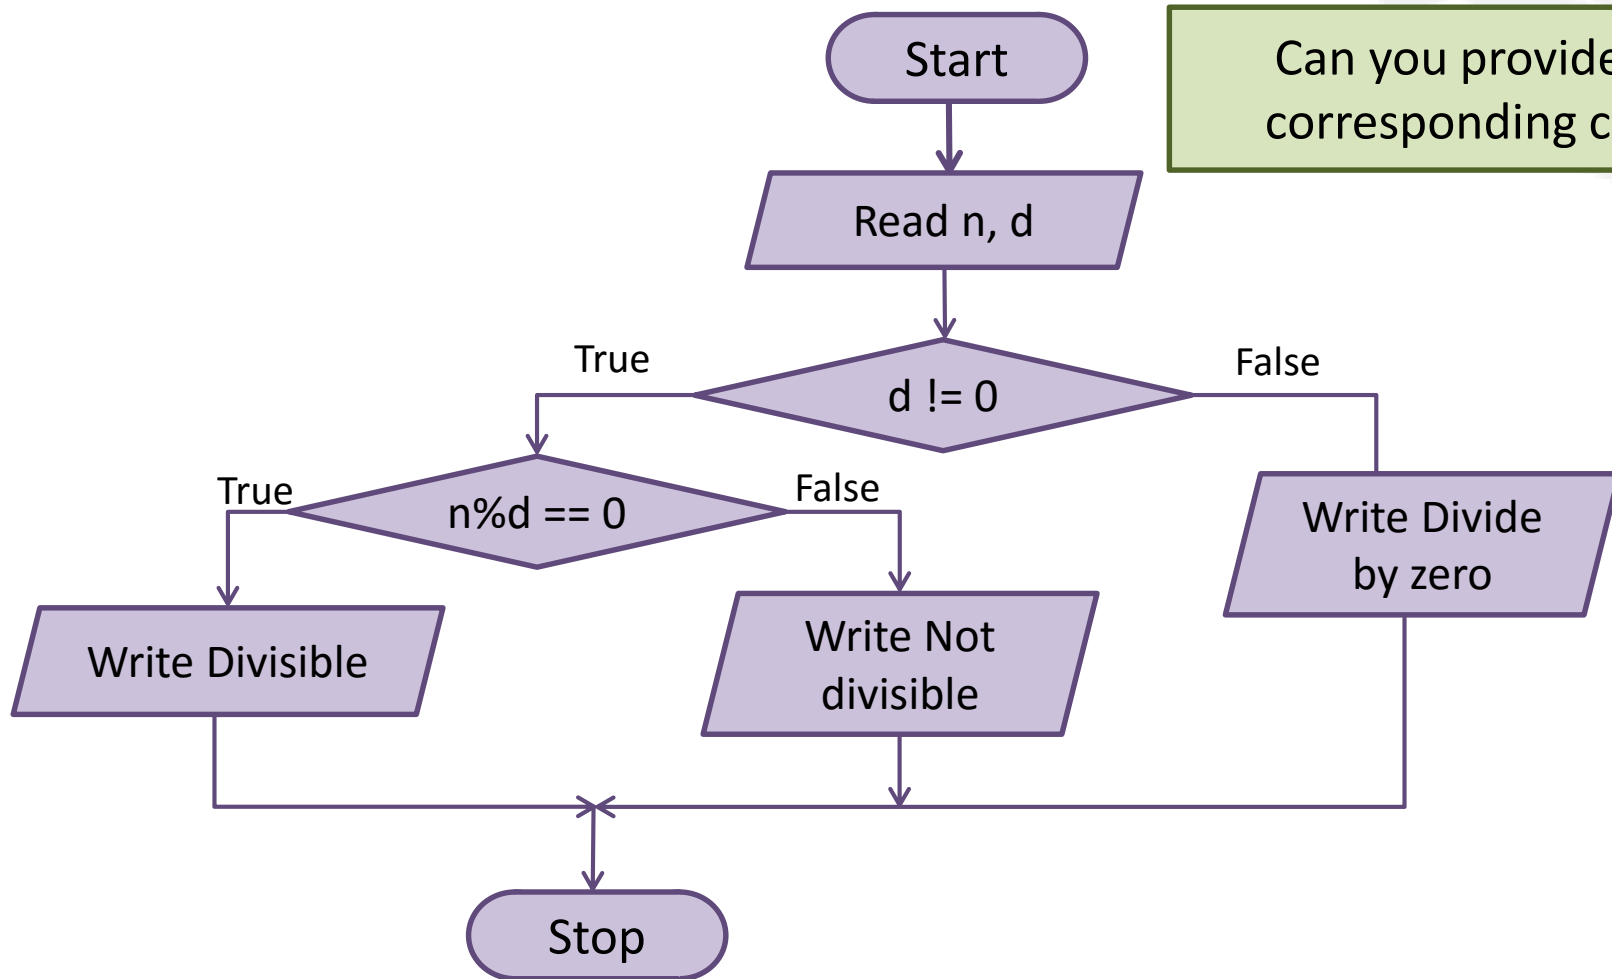 Start
Can you provide
corresponding c
Read n, d
True
False
d != 0
True
False
n%d == 0
Write Divide
by zero
Write Divisible
Write Not
divisible
Stop